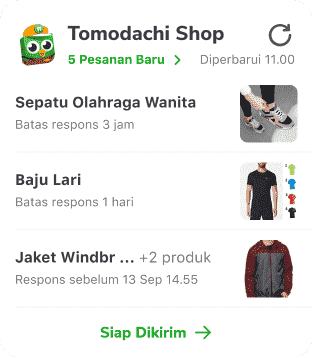 Tomodachi Shop
5 Pesanan Baru
Diperbarui 11.00
Sepatu Olahraga Wanita
Batas respons 3 jam
Baju Lari
Batas respons 1 hari
Jaket Windbr ... +2 produk
Respons sebelum 13 Sep 14.55
Siap Dikirim